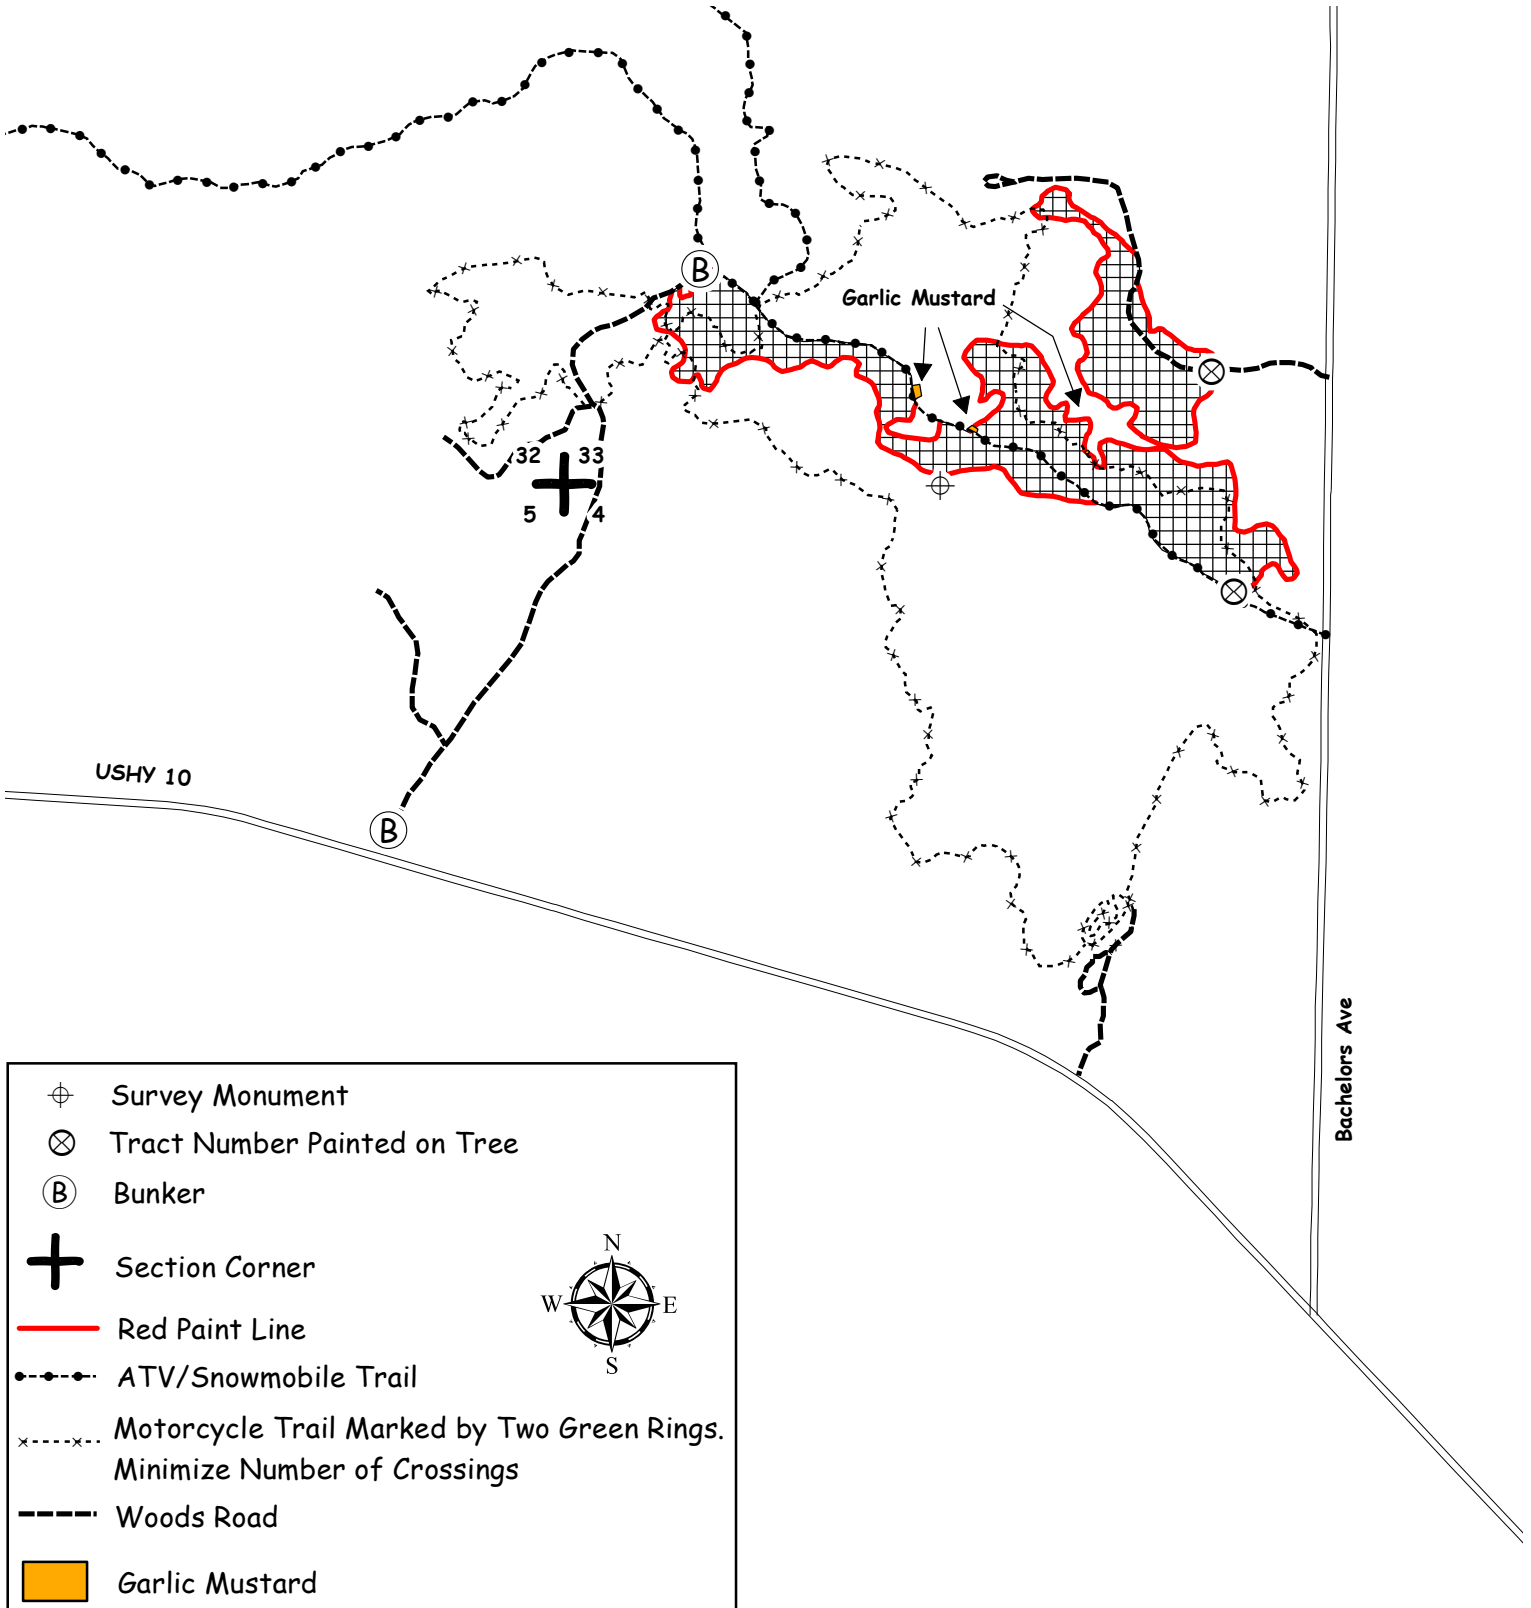 B
Garlic Mustard
32 33
5 4
USHY 10
B
Bachelors Ave
Survey Monument
Tract Number Painted on Tree
B Bunker
Section Corner
N
W E
S
Red Paint Line
ATV/Snowmobile Trail
Motorcycle Trail Marked by Two Green Rings.
Minimize Number of Crossings
Woods Road
Garlic Mustard